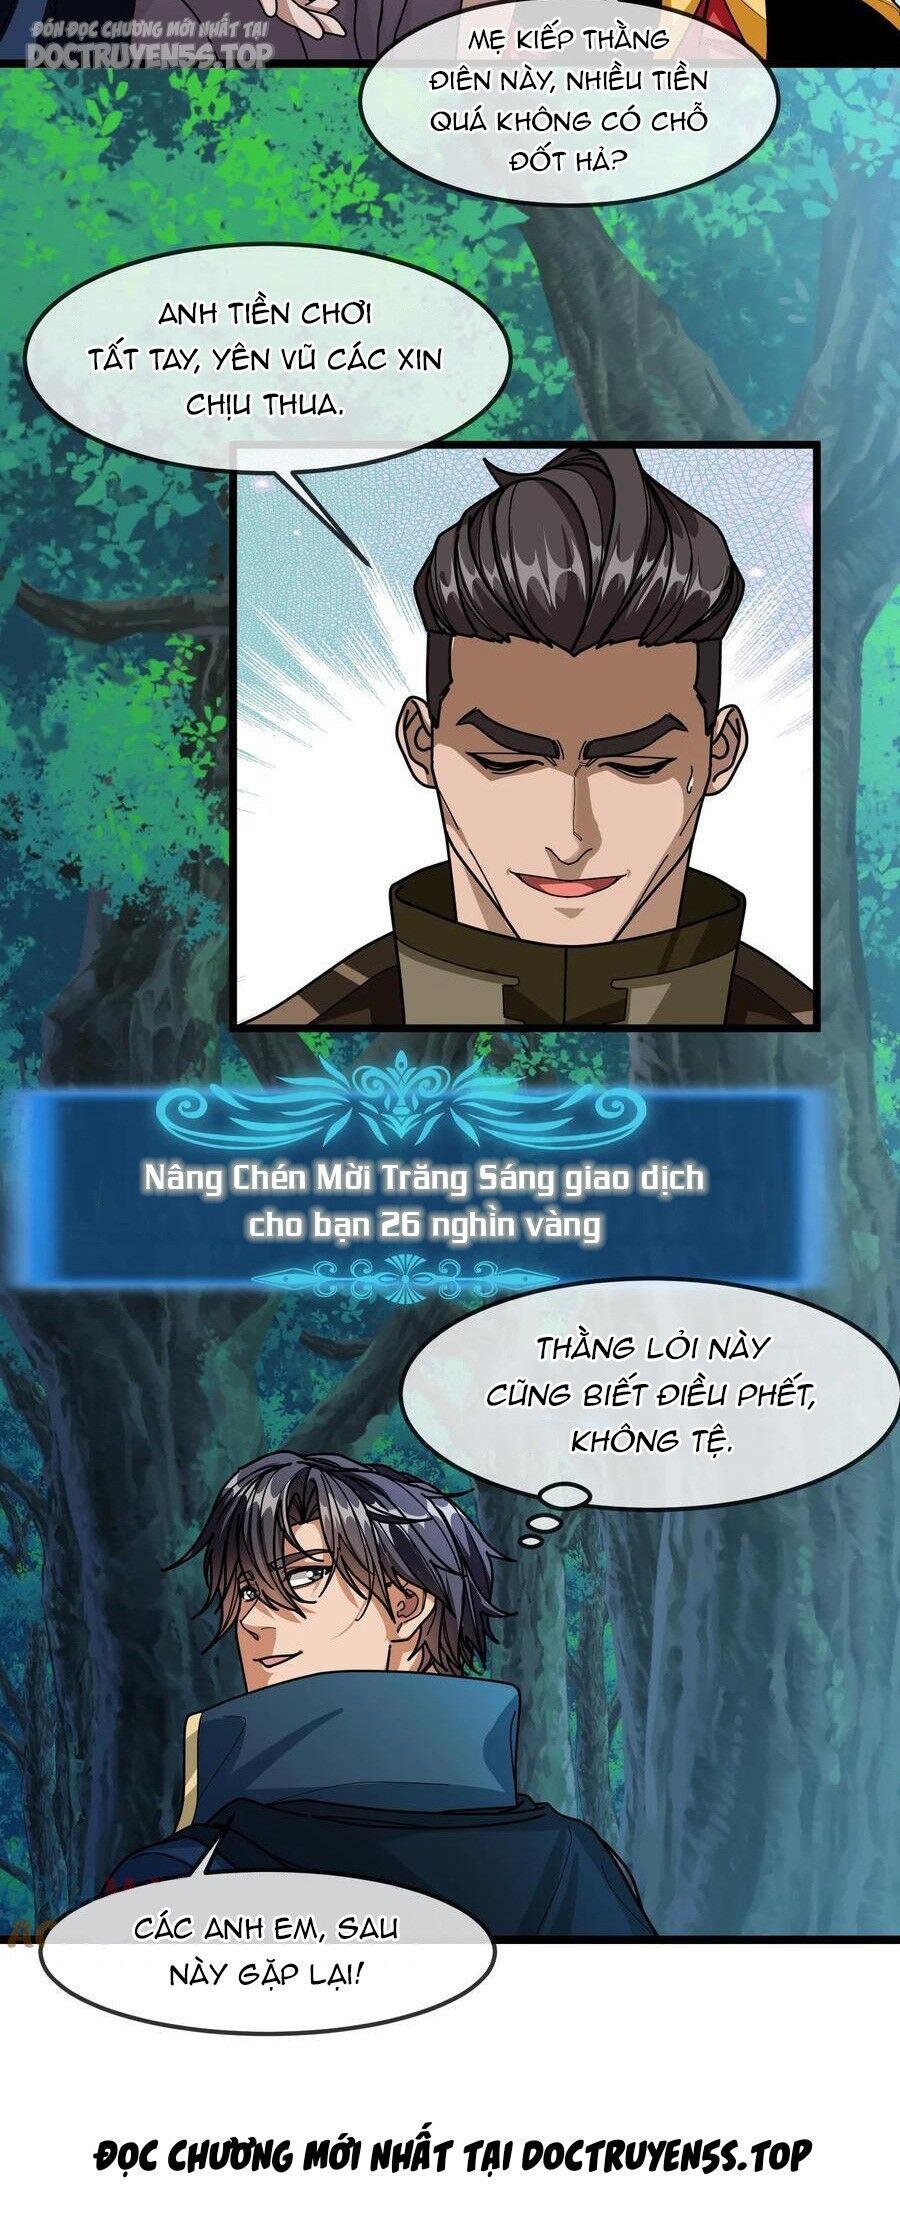 ĐÓN ĐỌC CHƯƠNG MỚI NHẤT TẠI
DOCTRUYEN5S.TOP
MẸ KIẾP THẰNG
ĐIÊN NÀY, NHIỀU TIỀN
QUÁ KHÔNG CÓ CHỖ
ĐỐT HẢ?
ANH TIỀN CHƠI
TẤT TAY, YÊN VŨ CÁC XIN
CHỊU THUA.
Nâng Chén Mời Trăng Sáng giao dịch
cho bạn 26 nghìn vàng
THẰNG LỎI NÀY
CŨNG BIẾT ĐIỀU PHẾT,
KHÔNG TỆ.
CÁC ANH EM, SAU
NÀY GẶP LẠI!
ĐỌC CHƯƠNG MỚI NHẤT TẠI DOCTRUYEN5S.TOP